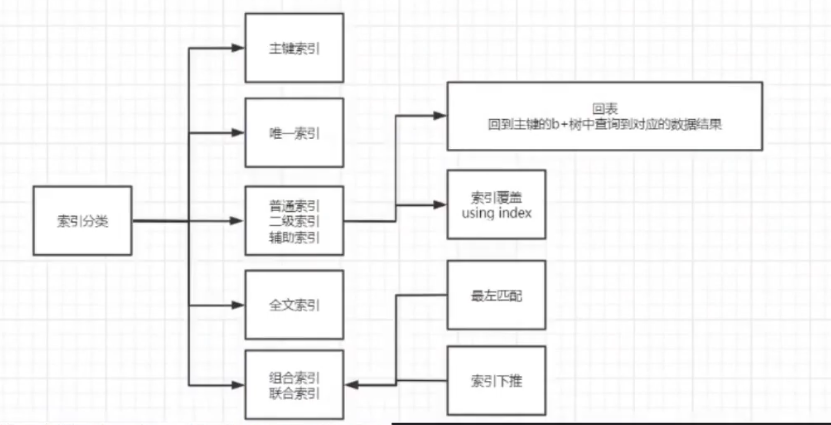 主键索引
回表
回到主键的b+树中查询到对应的数据结果
唯一索引
索引分类
普通索引
二级索引
辅助索引
索引覆盖
using index
全文索引
最左匹配
组合索引
联合索引
索引下推